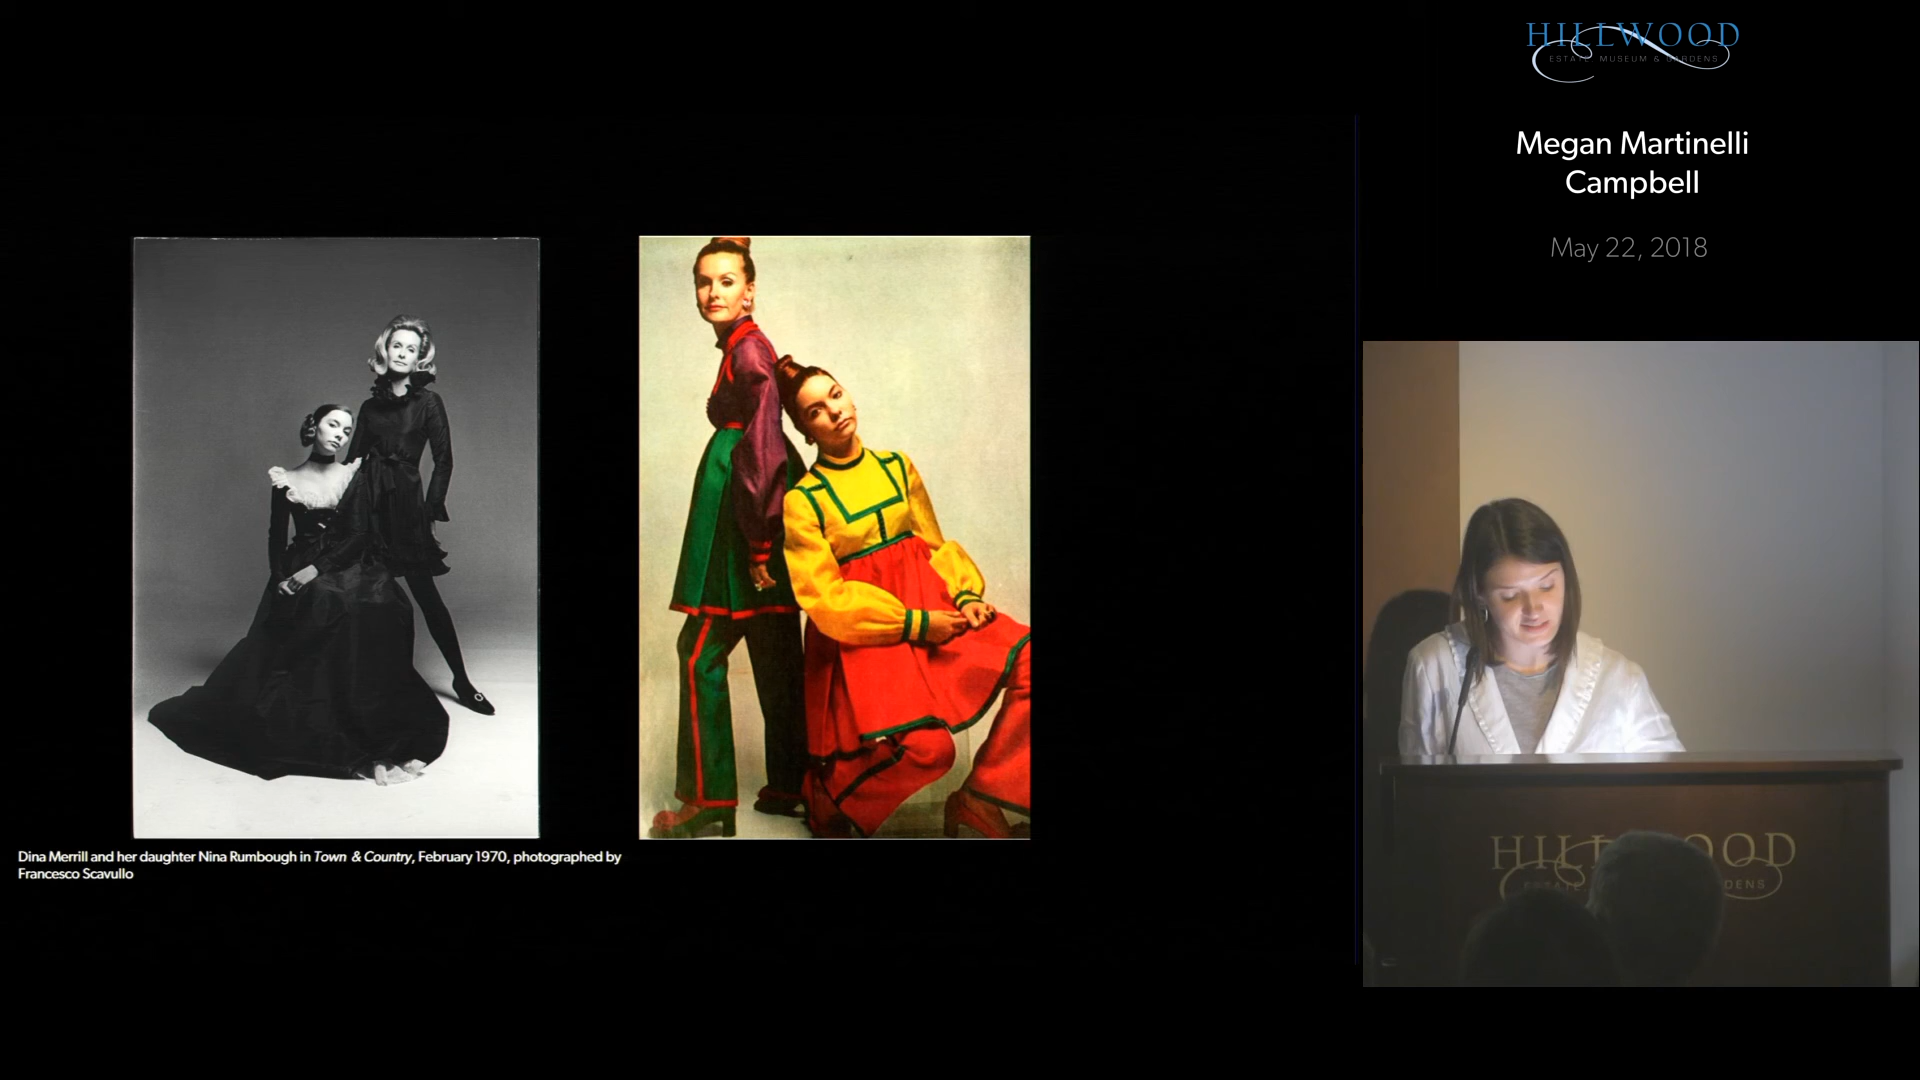 HILLWOOD
ESTATE, MUSEUM & GARDENS
Megan Martinelli
Campbell
May 22, 2018
Dina Merrill and her daughter Nina Rumbough in Town & Country, February 1970, photographed by
Francesco Scavullo
HILLWOOD